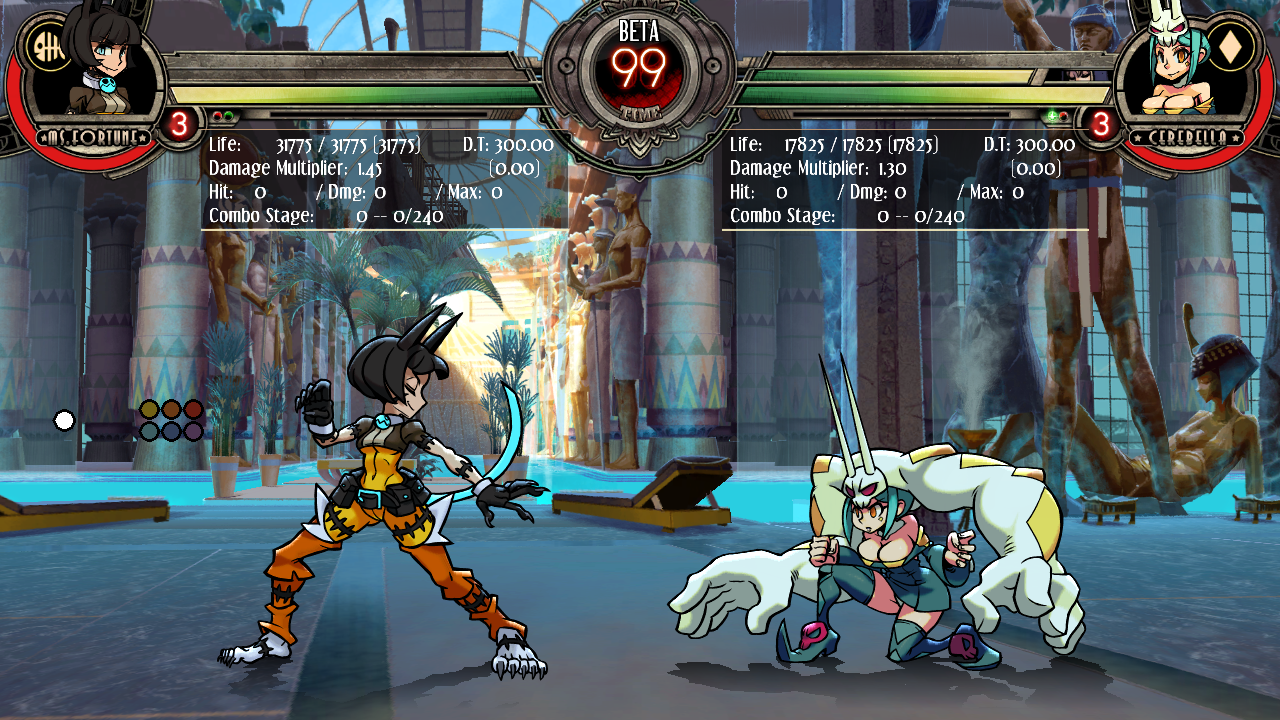 BETA
99
TIME
★MS.FORTUNE★
3
3
★ CEREBELLA ★
Life: 31775 / 31775 [31775] D.T: 300.00
Damage Multiplier: 1.45 [0.00]
Hit: 0 / Dmg: 0 / Max: 0
Combo Stage: 0 -- 0/240
Life: 17825 / 17825 [17825] D.T: 300.00
Damage Multiplier: 1.30 [0.00]
Hit: 0 / Dmg: 0 / Max: 0
Combo Stage: 0 -- 0/240